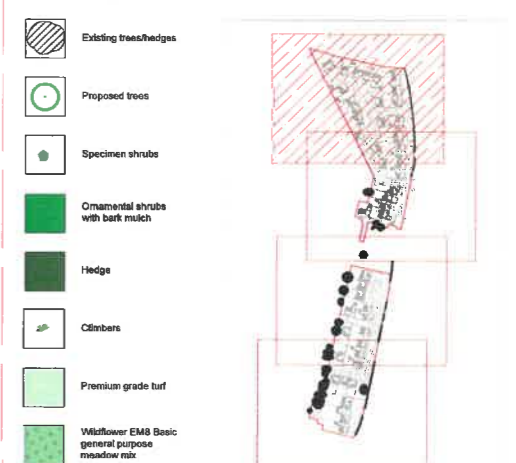 Existing trees/hedges
Proposed trees
Specimen shrubs
Ornamental shrubs
with bark mulch
Hedge
Climbers
Premium grade turf
Wildflower EM8 Basic
general purpose
meadow mix